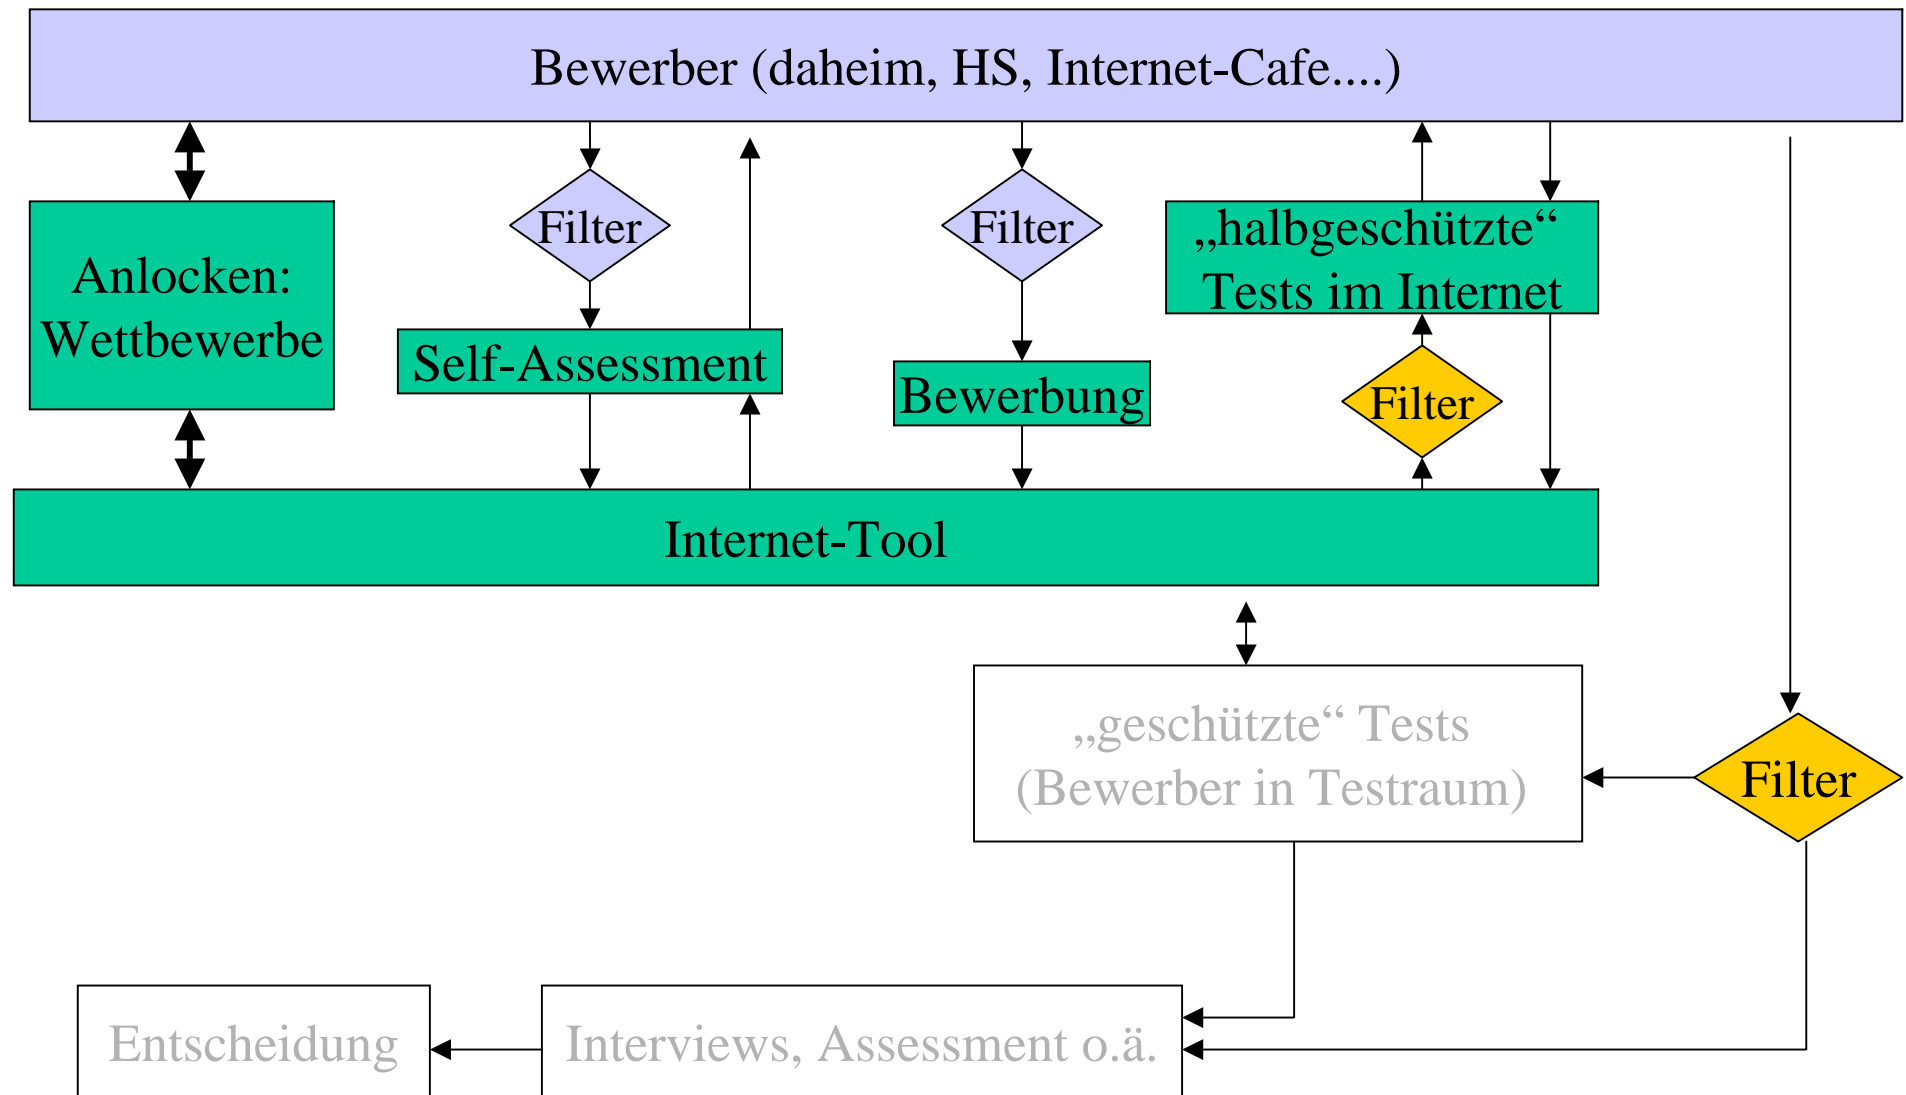 Bewerber (daheim, HS, Internet-Cafe....)
Anlocken:
Wettbewerbe
Filter
Self-Assessment
Filter
Bewerbung
„halbgeschützte“
Tests im Internet
Filter
Internet-Tool
„geschützte“ Tests
(Bewerber in Testraum)
Filter
Entscheidung
Interviews, Assessment o.ä.